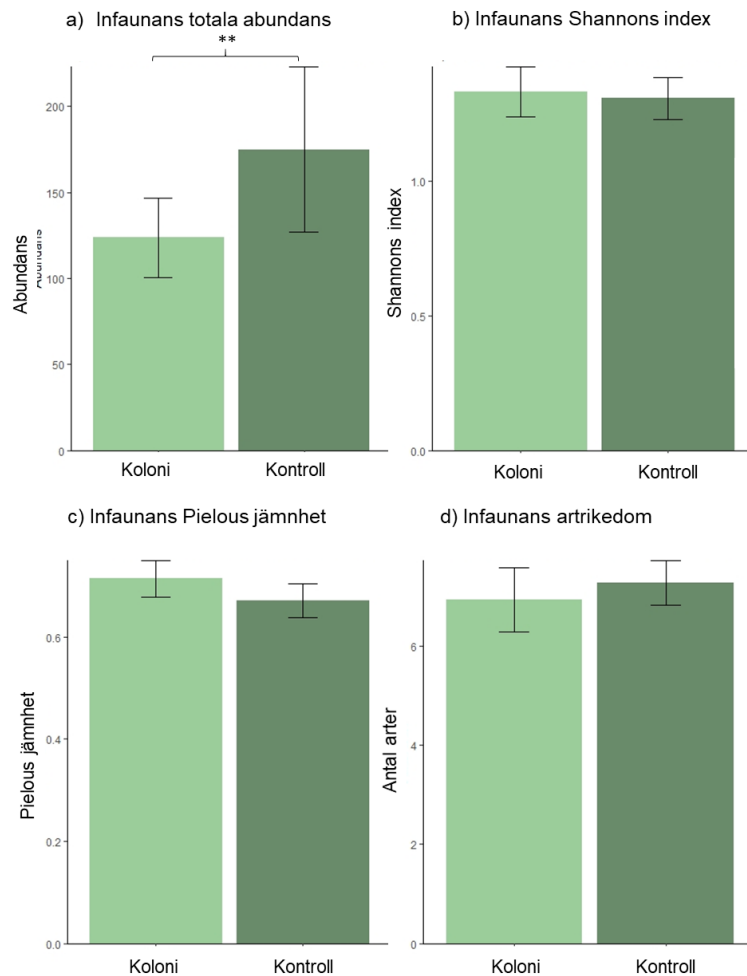 a) Infaunans totala abundans
**
200
150
100
50
0
Abundans
Abundans
Koloni Kontroll
b) Infaunans Shannons index
1.0
0.5
0.0
Shannons index
Koloni Kontroll
c) Infaunans Pielous jämnhet
0.6
0.4
0.2
0.0
Pielous jämnhet
Koloni Kontroll
d) Infaunans artrikedom
6
4
2
0
Antal arter
Koloni Kontroll